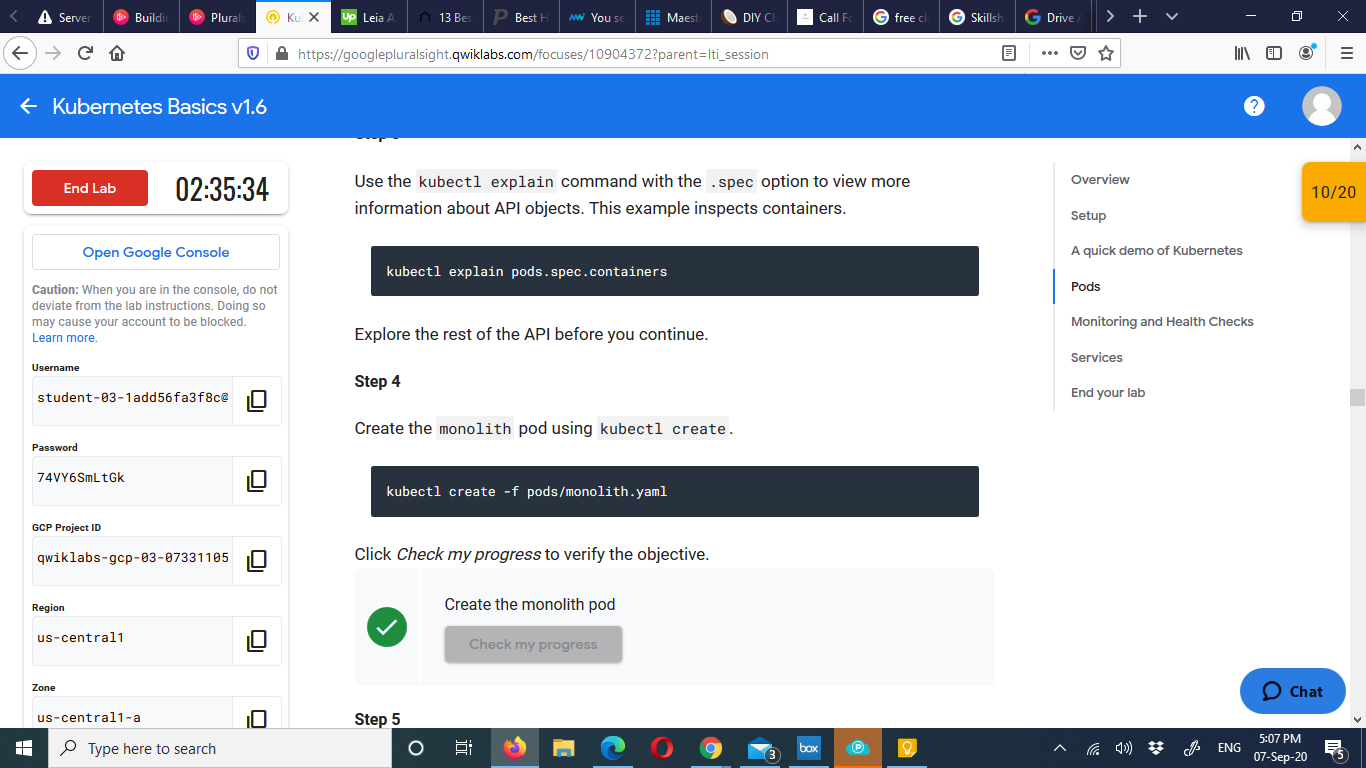 Server
Buildin
Plurals
Ku
Leia A
13 Bes
Best H
You se
Maest
DIY Ch
Call Fo
free cli
Skillsh
Drive A
https://googlepluralsight.qwiklabs.com/focuses/10904372?parent=lti_session
Kubernetes Basics v1.6
End Lab
02:35:34
Open Google Console
Caution: When you are in the console, do not
deviate from the lab instructions. Doing so
may cause your account to be blocked.
Learn more.
Username
student-03-1add56fa3f8c@
Password
74VY6SmLtGk
GCP Project ID
qwiklabs-gcp-03-07331105
Region
us-central1
Zone
us-central1-a
Use the kubectl explain command with the .spec option to view more
information about API objects. This example inspects containers.
kubectl explain pods.spec.containers
Explore the rest of the API before you continue.
Step 4
Create the monolith pod using kubectl create.
kubectl create -f pods/monolith.yaml
Click Check my progress to verify the objective.
Create the monolith pod
Check my progress
Step 5
Overview
Setup
A quick demo of Kubernetes
Pods
Monitoring and Health Checks
Services
End your lab
10/20
Chat
Type here to search
3
box
ENG
5:07 PM
07-Sep-20
5